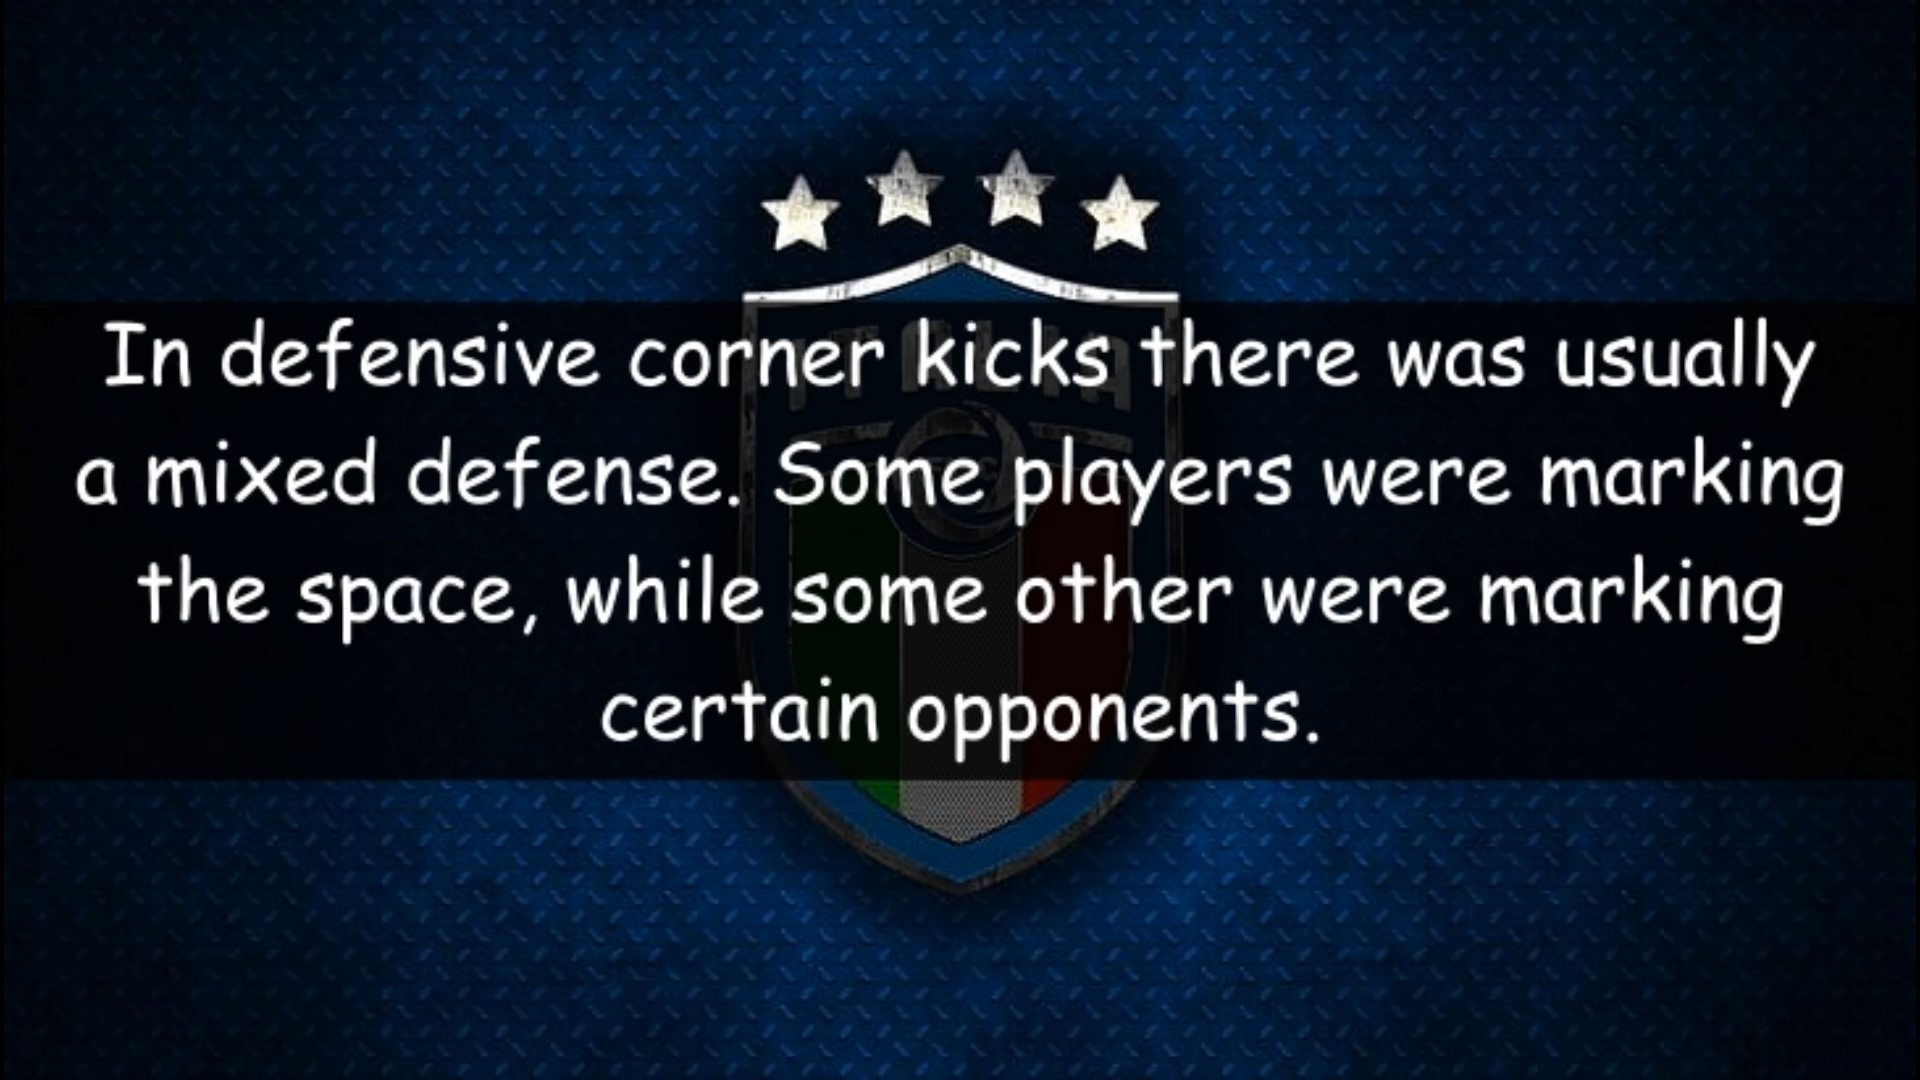 ITALIA
In defensive corner kicks there was usually
a mixed defense. Some players were marking
the space, while some other were marking
certain opponents.